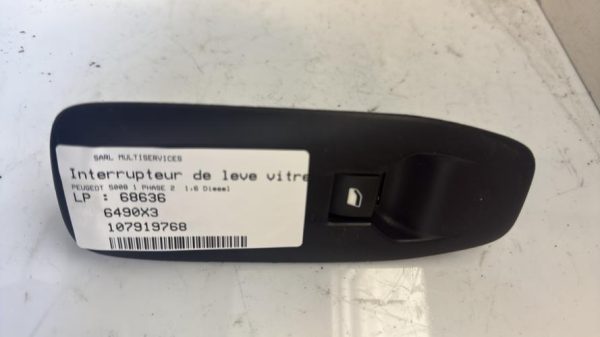 SARL MULTISERVICES
Interrupteur de leve vitre
PEUGEOT 5008 1 PHASE 2 1.6 Diesel
LP : 68636
6490X3
107919768